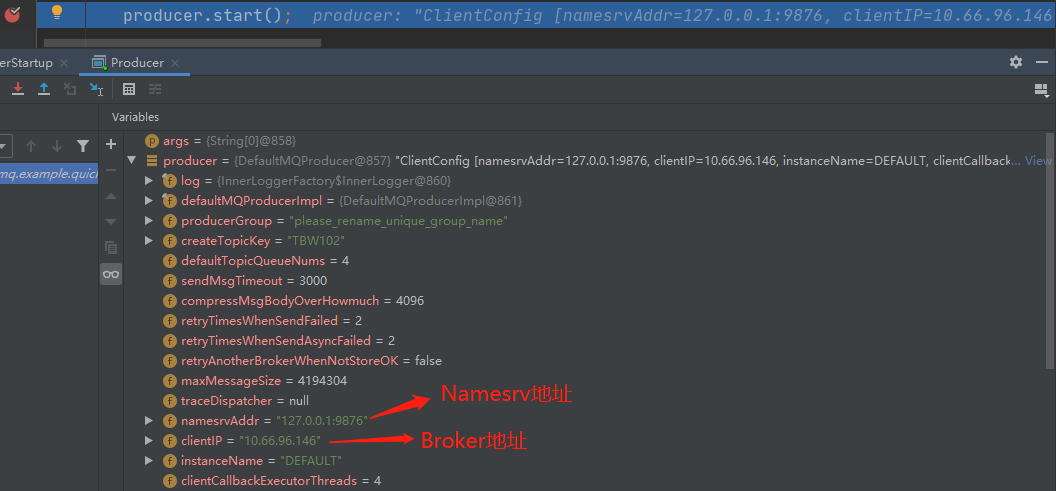 producer.start();  producer: "ClientConfig [namesrvAddr=127.0.0.1:9876, clientIP=10.66.96.146
erStartup × Producer ×
Variables
args = {String[0]@858}
producer = {DefaultMQProducer@857} "ClientConfig [namesrvAddr=127.0.0.1:9876, clientIP=10.66.96.146, instanceName=DEFAULT, clientCallback... View
mq.example.quick
log = {InnerLoggerFactory$InnerLogger@860}
defaultMQProducerImpl = {DefaultMQProducerImpl@861}
producerGroup = "please_rename_unique_group_name"
createTopicKey = "TBW102"
defaultTopicQueueNums = 4
sendMsgTimeout = 3000
compressMsgBodyOverHowmuch = 4096
retryTimesWhenSendFailed = 2
retryTimesWhenSendAsyncFailed = 2
retryAnotherBrokerWhenNotStoreOK = false
maxMessageSize = 4194304
traceDispatcher = null
Namesrv地址
namesrvAddr = "127.0.0.1:9876"
clientIP = "10.66.96.146"
Broker地址
instanceName = "DEFAULT"
clientCallbackExecutorThreads = 4